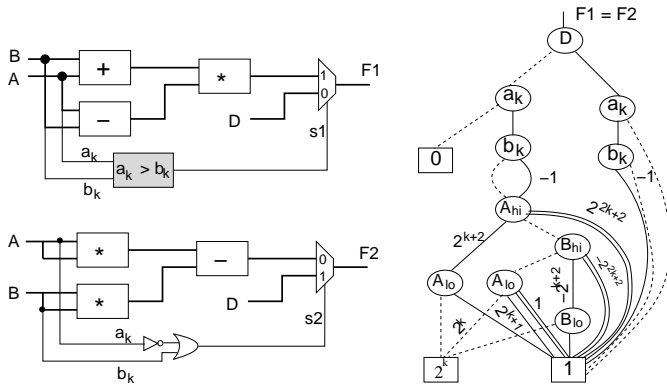 B
A
+
*
−
1
0
F1
D
s1
a_k
b_k
a_k > b_k
A
B
*
*
−
0
1
F2
D
s2
a_k
b_k
F1 = F2
D
a_k
a_k
0
b_k
b_k
−1
−1
A_hi
2^{k+2}
2^{2k+2}
B_hi
−2^{2k+2}
A_lo
A_lo
−2^{k+2}
1
2^k
2^{k+1}
B_lo
2^k
1